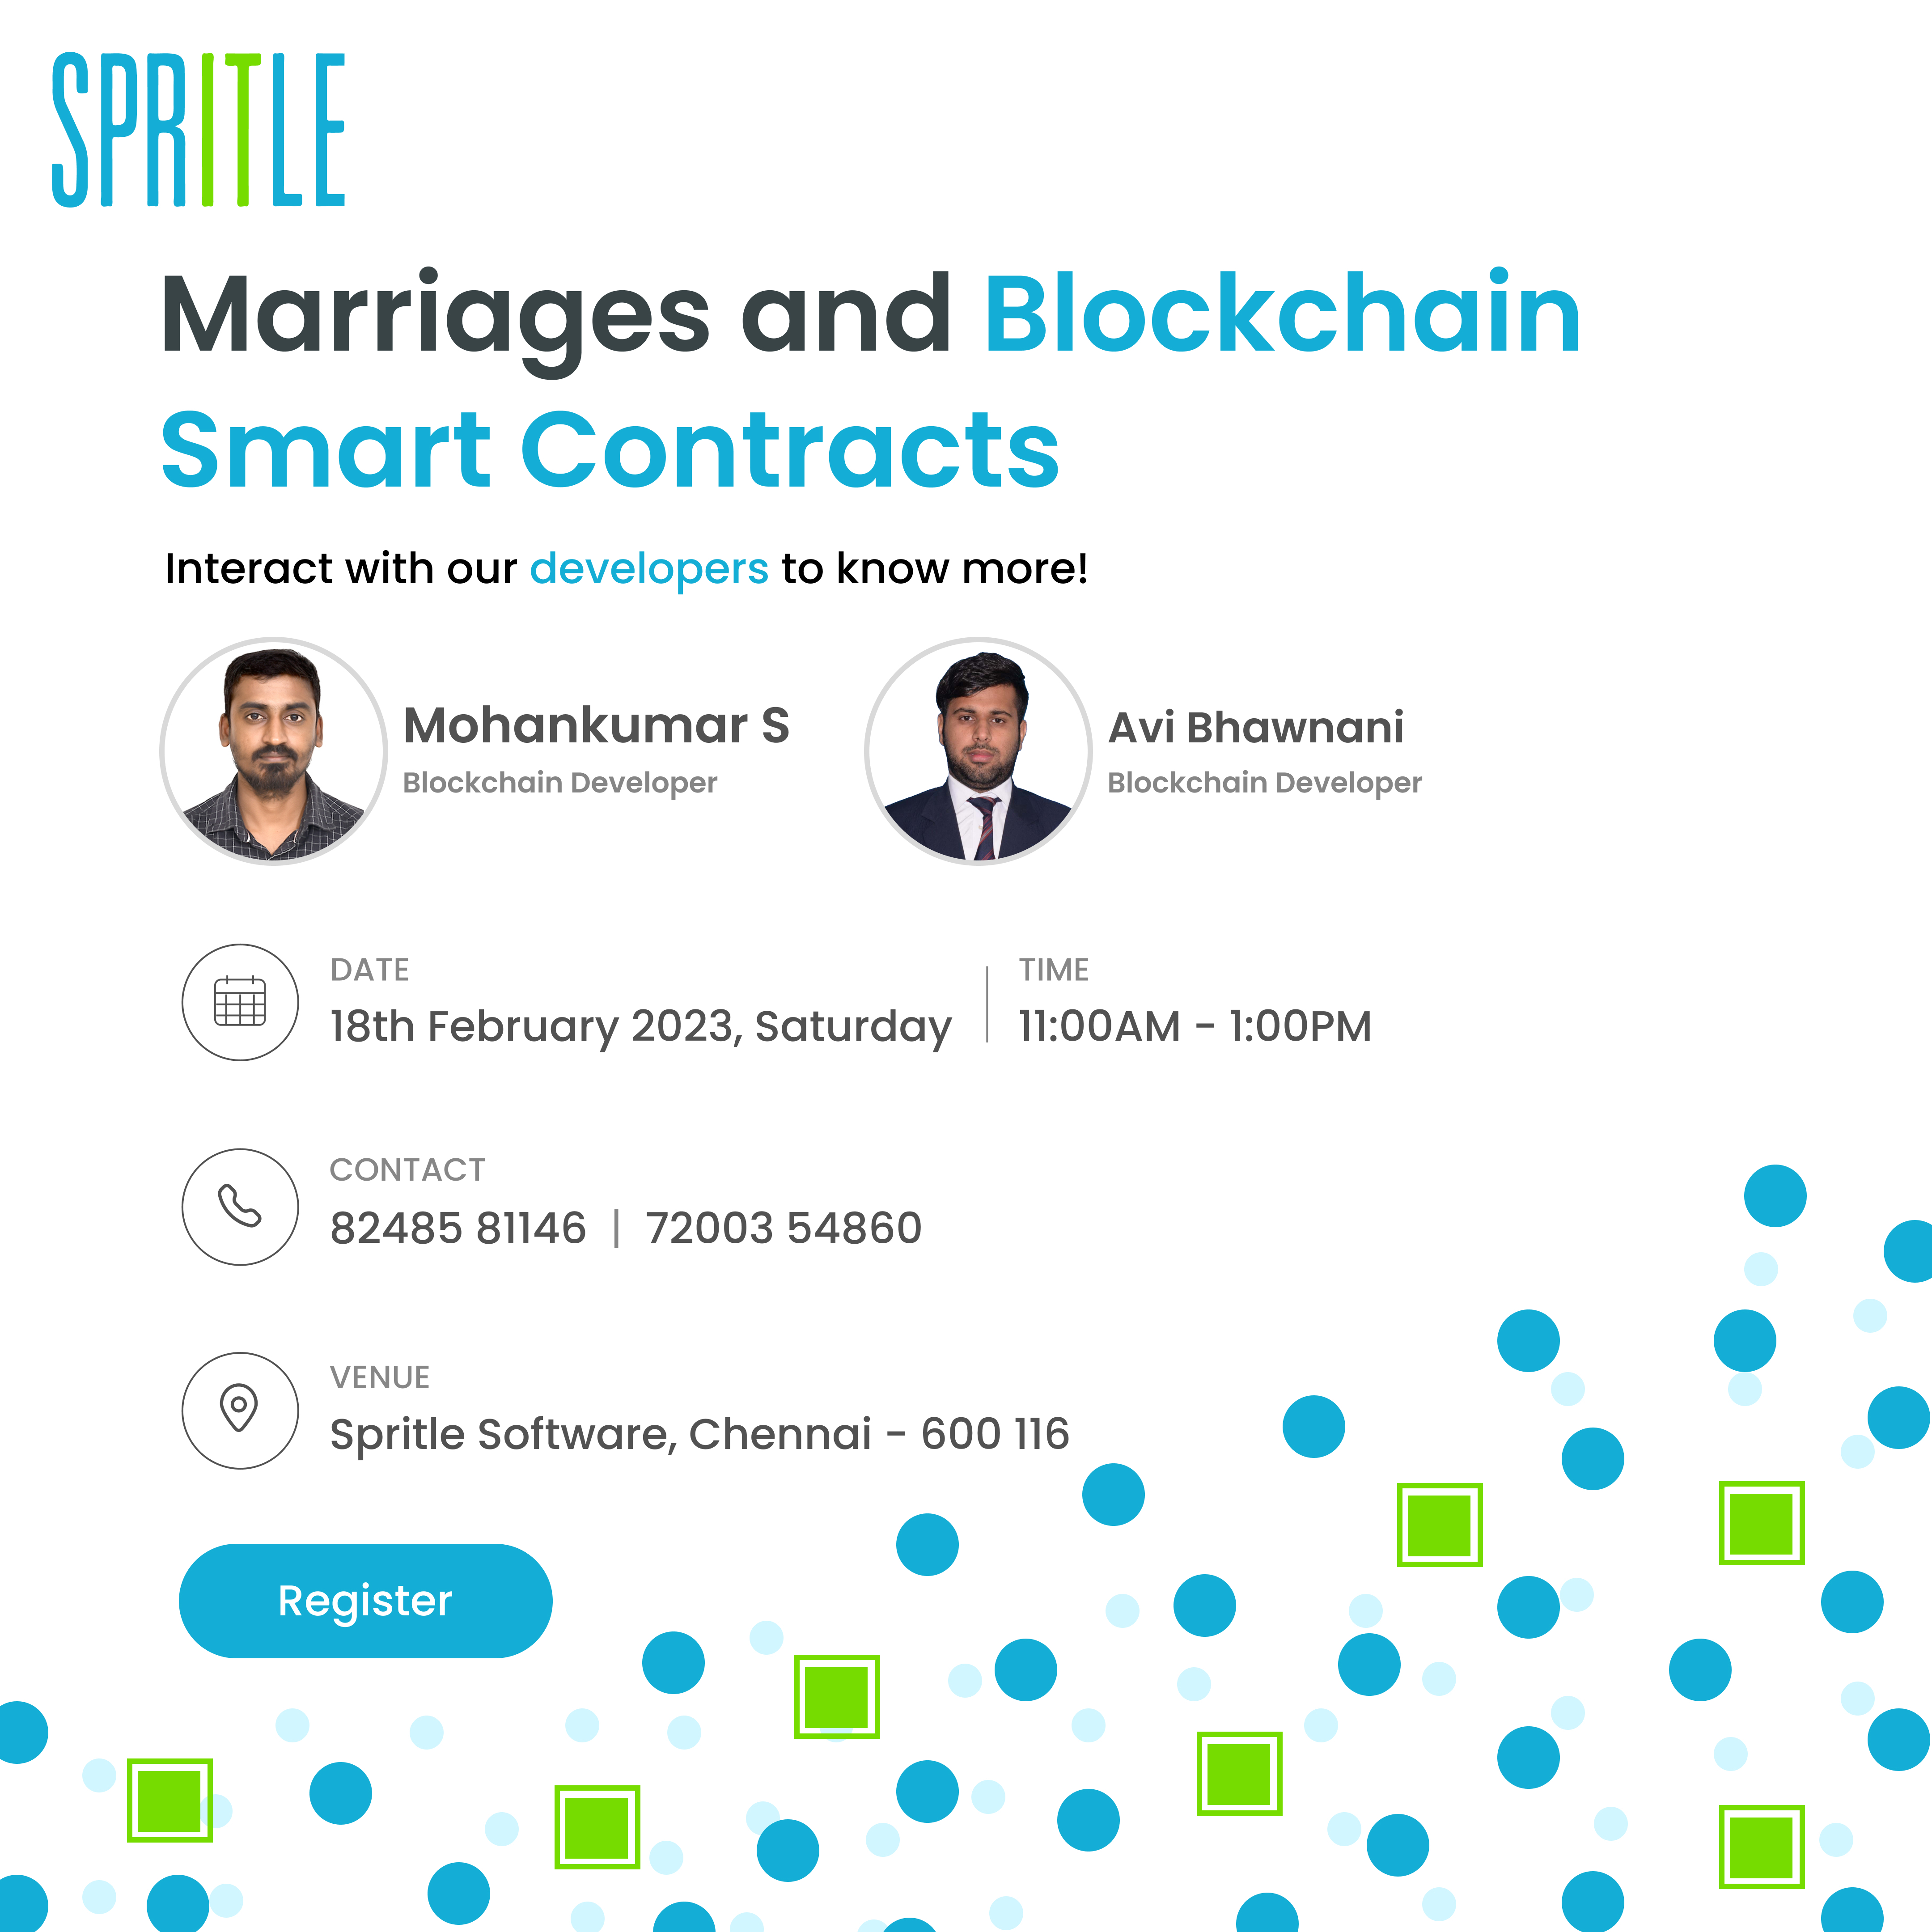 SPRITLE
Marriages and Blockchain
Smart Contracts
Interact with our developers to know more!
Mohankumar S
Blockchain Developer
Avi Bhawnani
Blockchain Developer
DATE
18th February 2023, Saturday
TIME
11:00AM - 1:00PM
CONTACT
82485 81146 | 72003 54860
VENUE
Spritle Software, Chennai - 600 116
Register